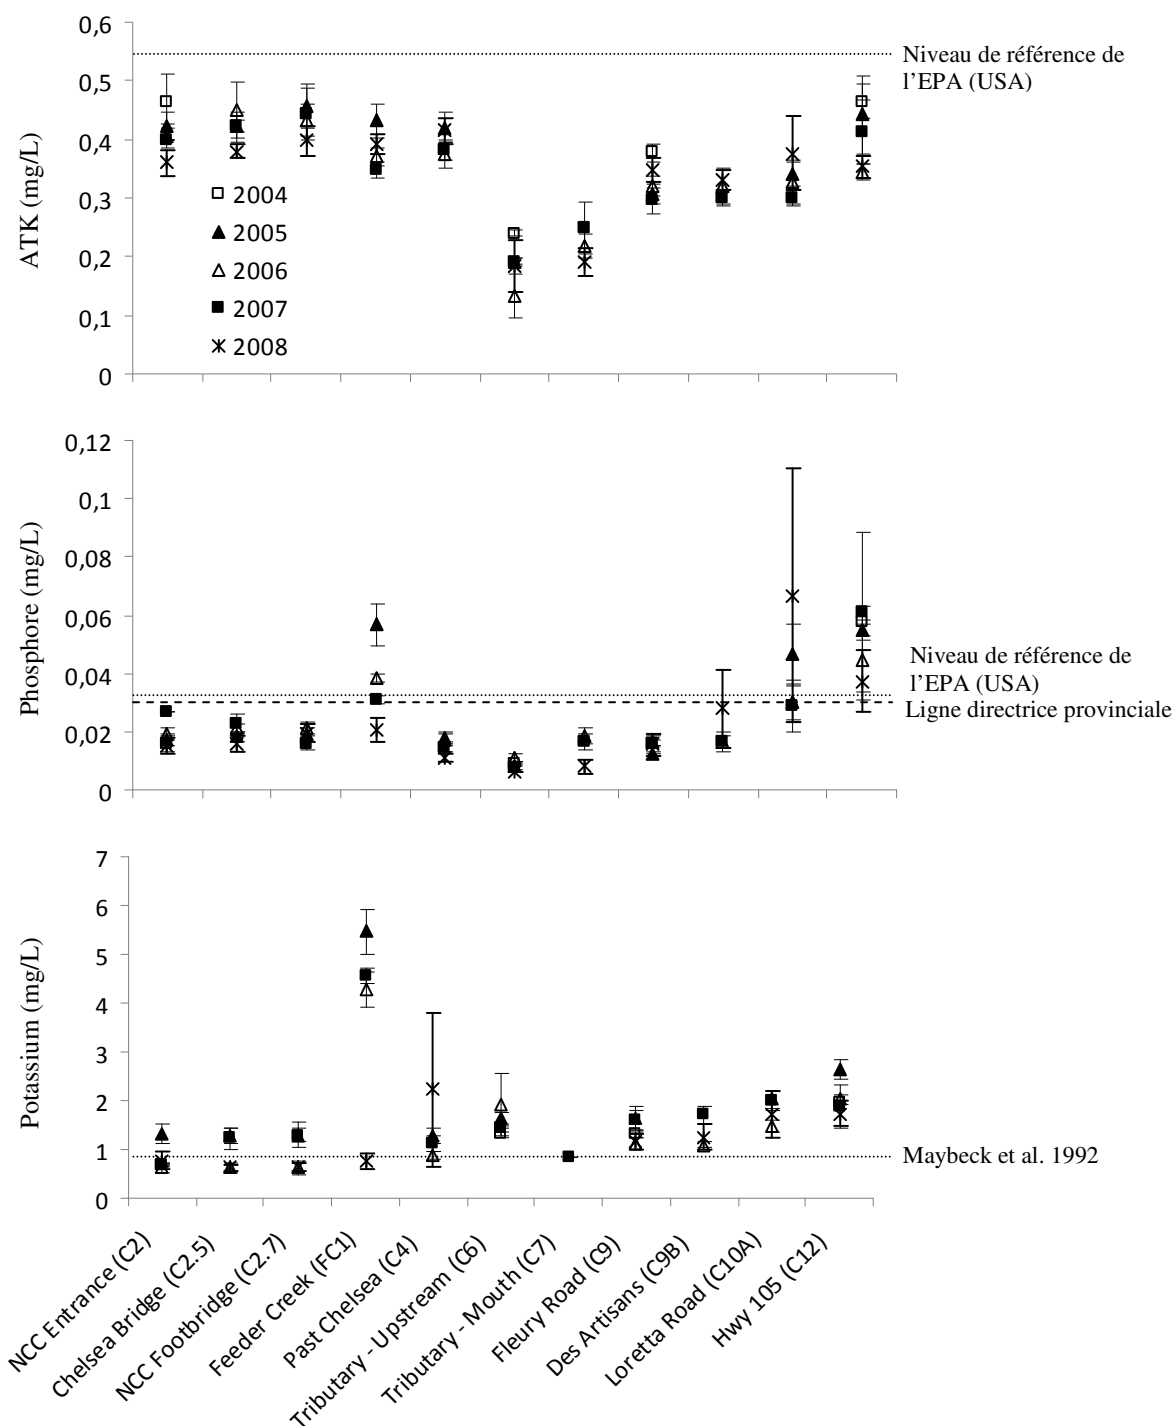 0,6
0,5
0,4
0,3
0,2
0,1
0
ATK (mg/L)
2004
2005
2006
2007
2008
Niveau de référence de
l'EPA (USA)
0,12
0,1
0,08
0,06
0,04
0,02
0
Phosphore (mg/L)
Niveau de référence de
l'EPA (USA)
Ligne directrice provinciale
7
6
5
4
3
2
1
0
Potassium (mg/L)
Maybeck et al. 1992
NCC Entrance (C2)
Chelsea Bridge (C2.5)
NCC Footbridge (C2.7)
Feeder Creek (FC1)
Past Chelsea (C4)
Tributary - Upstream (C6)
Tributary - Mouth (C7)
Fleury Road (C9)
Des Artisans (C9B)
Loretta Road (C10A)
Hwy 105 (C12)